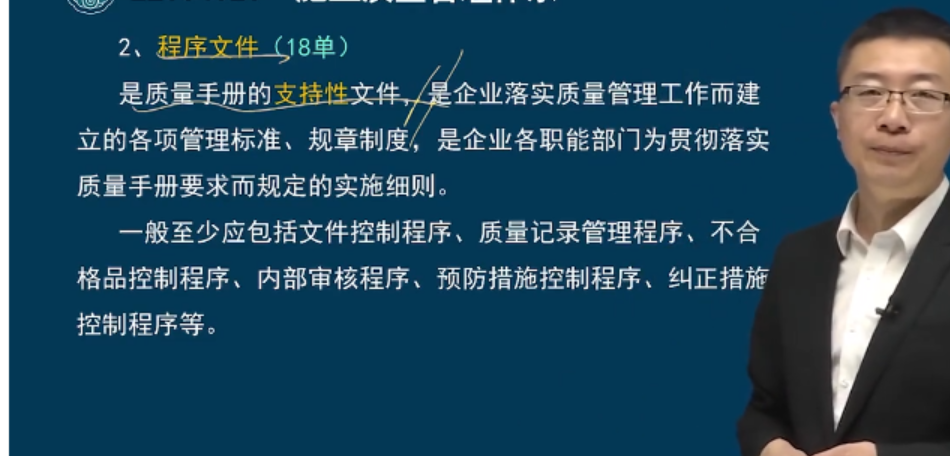 2、程序文件（18单）
是质量手册的支持性文件，是企业落实质量管理工作而建
立的各项管理标准、规章制度，是企业各职能部门为贯彻落实
质量手册要求而规定的实施细则。
一般至少应包括文件控制程序、质量记录管理程序、不合
格品控制程序、内部审核程序、预防措施控制程序、纠正措施
控制程序等。